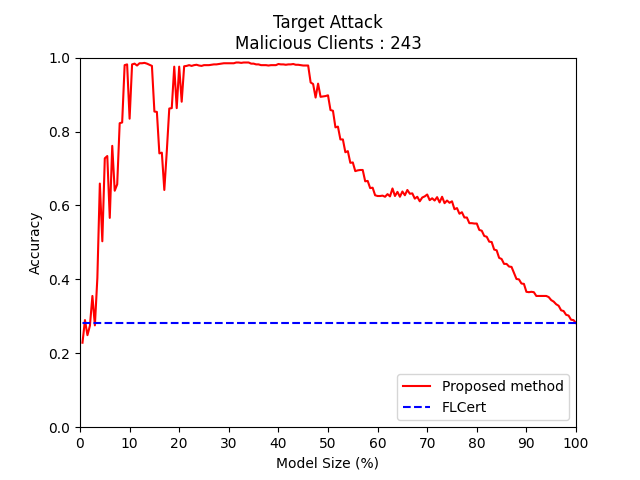 Target Attack
Malicious Clients : 243
1.0
0.8
0.6
0.4
0.2
0.0
Accuracy
0 10 20 30 40 50 60 70 80 90 100
Model Size (%)
Proposed method
FLCert